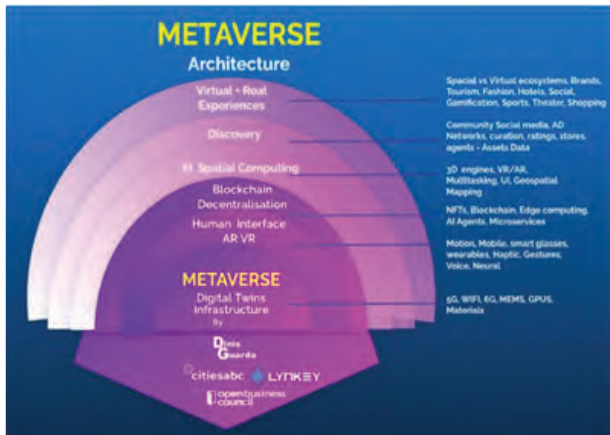 METAVERSE
Architecture
Virtual + Real
Experiences
Discovery
Spatial Computing
Blockchain
Decentralisation
Human Interface
AR VR
METAVERSE
Digital Twins
Infrastructure
By
Dinis
Guarda
citiesabc
LYNKEY
openbusiness
council
Spacial vs Virtual ecosystems, Brands,
Tourism, Fashion, Hotels, Social,
Gamification, Sports, Theater, Shopping
Community Social media, AD
Networks, curation, ratings, stores,
agents - Assets Data
3D engines, VR/AR,
Multitasking, UI, Geospatial
Mapping
NFTs, Blockchain, Edge computing,
AI Agents, Microservices
Motion, Mobile, smart glasses,
wearables, Haptic, Gestures,
Voice, Neural
5G, WIFI, 6G, MEMS, GPUS,
Materials